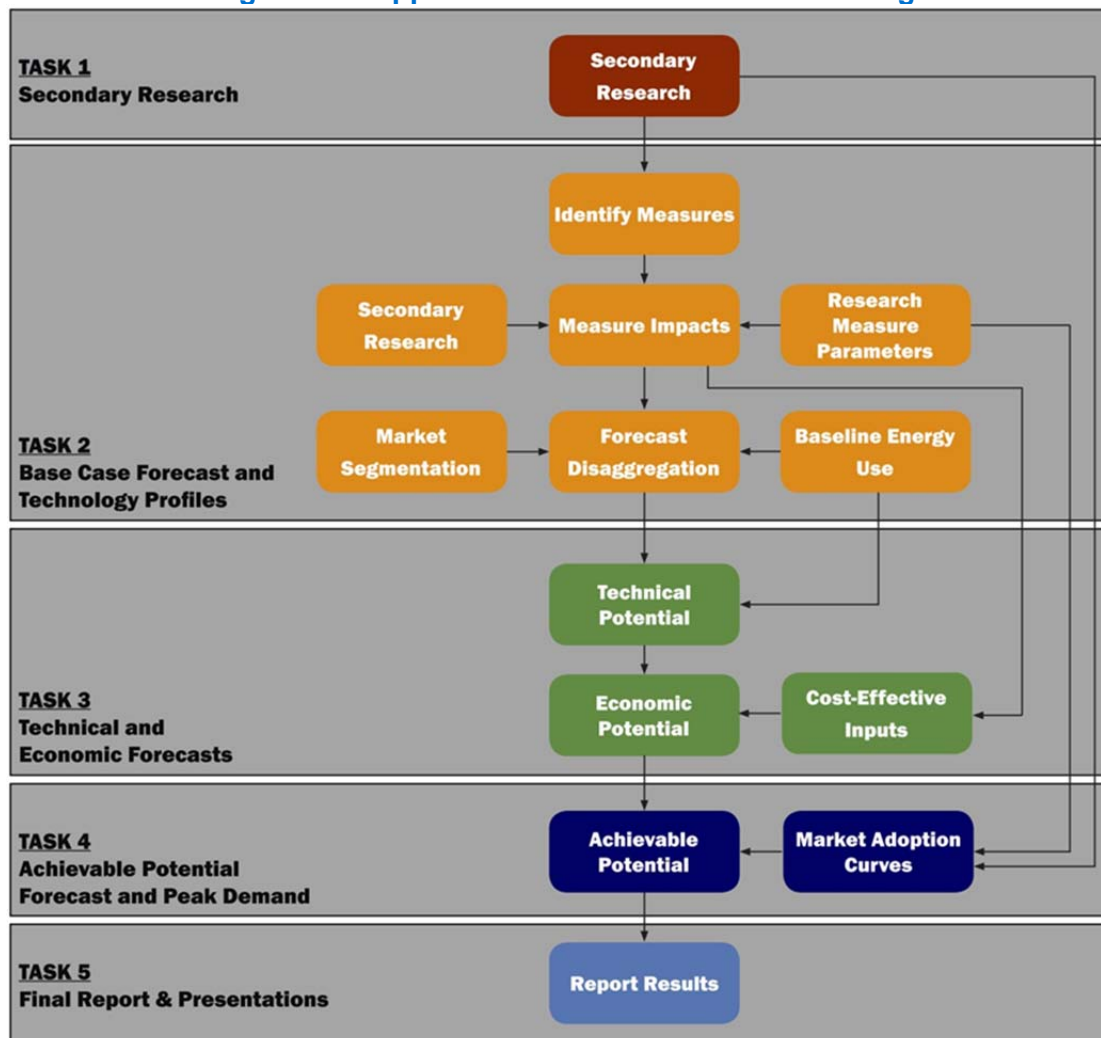 TASK 1
Secondary Research
Secondary
Research
Identify Measures
Secondary
Research
Measure Impacts
Research
Measure
Parameters
Market
Segmentation
Forecast
Disaggregation
Baseline Energy
Use
TASK 2
Base Case Forecast and
Technology Profiles
Technical
Potential
Economic
Potential
Cost-Effective
Inputs
TASK 3
Technical and
Economic Forecasts
Achievable
Potential
Market Adoption
Curves
TASK 4
Achievable Potential
Forecast and Peak Demand
TASK 5
Final Report & Presentations
Report Results